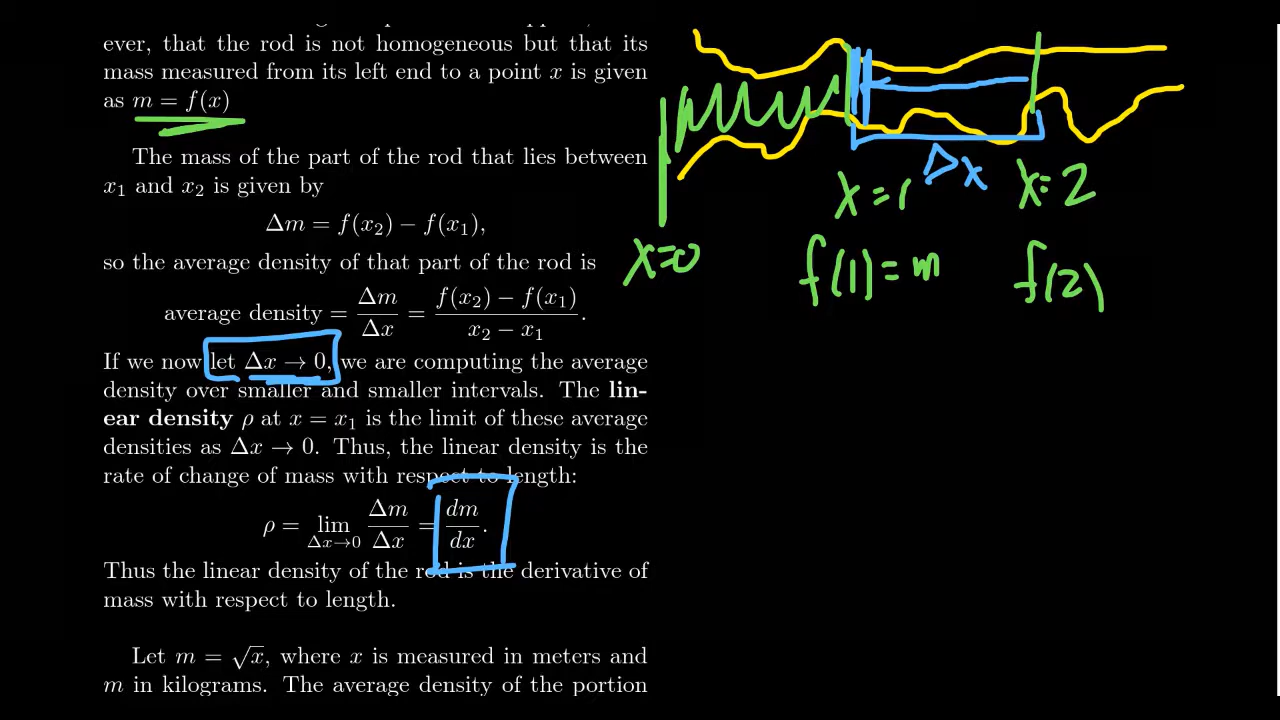 ever, that the rod is not homogeneous but that its
mass measured from its left end to a point x is given
as m = f(x)
The mass of the part of the rod that lies between
x₁ and x₂ is given by
Δm = f(x₂) − f(x₁),
so the average density of that part of the rod is
average density = Δm/Δx = f(x₂) − f(x₁)/x₂ − x₁.
If we now let Δx → 0, we are computing the average
density over smaller and smaller intervals. The lin-
ear density ρ at x = x₁ is the limit of these average
densities as Δx → 0. Thus, the linear density is the
rate of change of mass with respect to length:
ρ = lim Δx→0 Δm/Δx = dm/dx.
Thus the linear density of the rod is the derivative of
mass with respect to length.
Let m = √x, where x is measured in meters and
m in kilograms. The average density of the portion
Δx
x=1
x=2
x=0
f(1)=m
f(2)